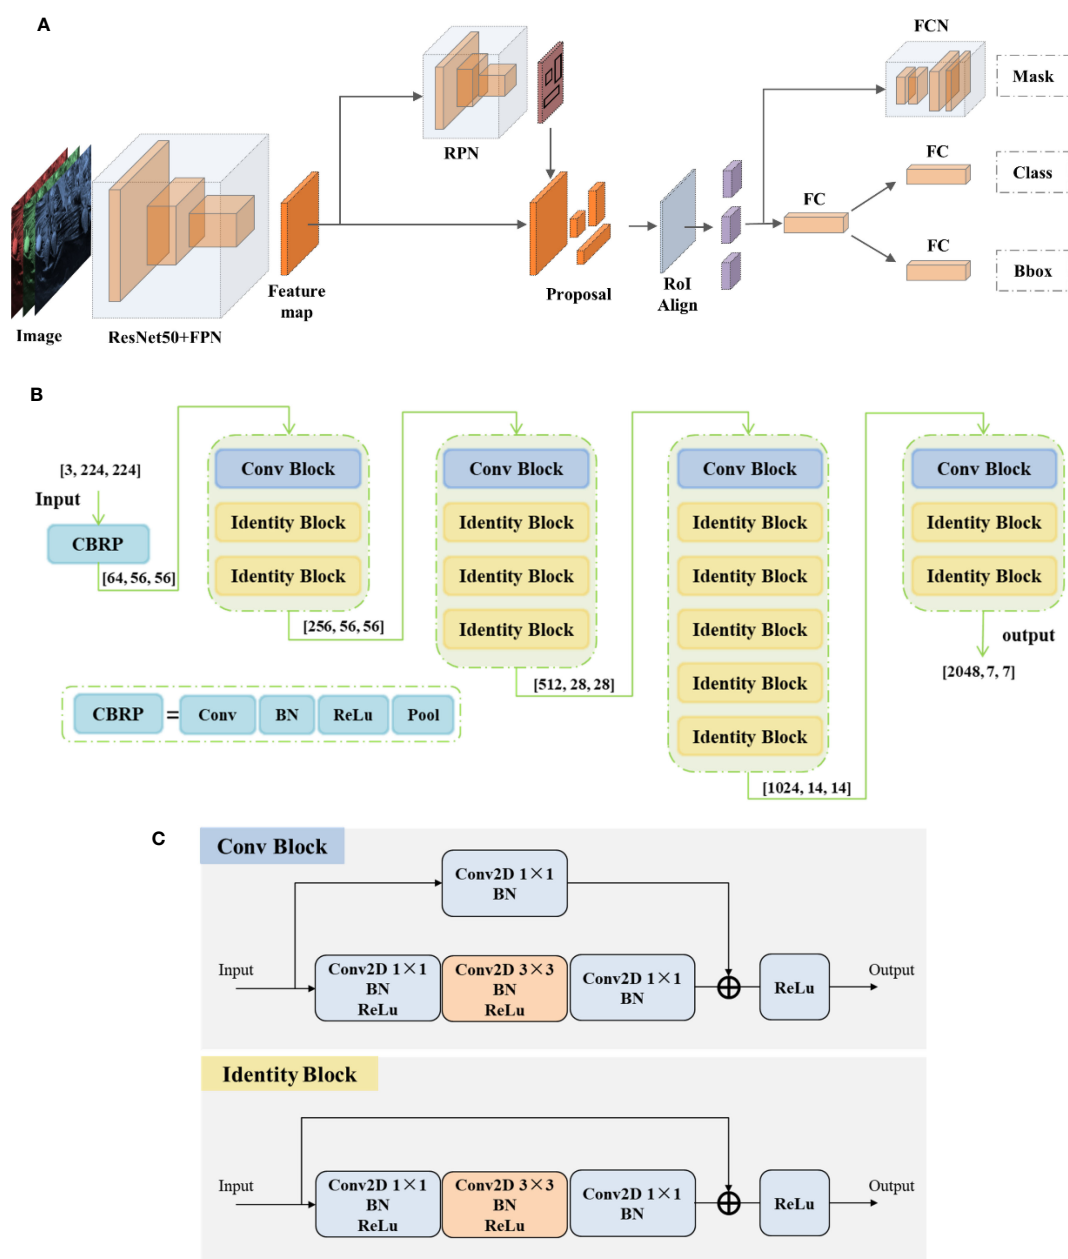 A
FCN
Mask
RPN
FC
Class
FC
FC
Bbox
Feature
map
Proposal
RoI
Align
Image
ResNet50+FPN
B
[3, 224, 224]
Input
CBRP
[64, 56, 56]
Conv Block
Identity Block
Identity Block
[256, 56, 56]
Conv Block
Identity Block
Identity Block
Identity Block
[512, 28, 28]
Conv Block
Identity Block
Identity Block
Identity Block
Identity Block
Identity Block
[1024, 14, 14]
Conv Block
Identity Block
Identity Block
output
[2048, 7, 7]
CBRP = Conv BN ReLu Pool
C
Conv Block
Conv2D 1×1
BN
Input
Conv2D 1×1
BN
ReLu
Conv2D 3×3
BN
ReLu
Conv2D 1×1
BN
ReLu
Output
Identity Block
Input
Conv2D 1×1
BN
ReLu
Conv2D 3×3
BN
ReLu
Conv2D 1×1
BN
ReLu
Output